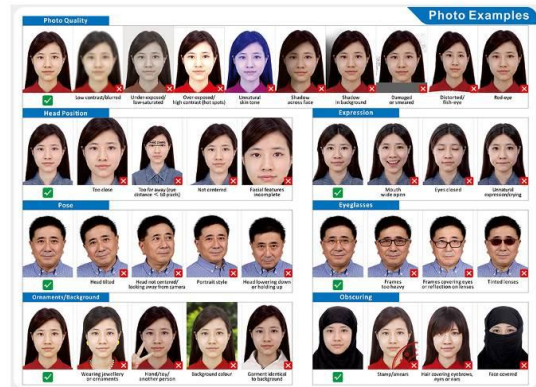 Photo Examples
Photo Quality
Low contrast/blurred
Under exposed/
low-saturated
Over exposed/
high contrast (hot spots)
Unnatural
skin tone
Shadow
across face
Shadow
in background
Damaged
or smeared
Distorted/
fish-eye
Red-eye
Head Position
Too close
Too far away (eye
distance < 60 pixels)
Not centered
Facial features
incomplete
Expression
Mouth
wide open
Eyes closed
Unnatural
expression/crying
Pose
Head tilted
Head not centered/
looking away from camera
Portrait style
Head lowering down
or holding up
Eyeglasses
Frames
too heavy
Frames covering eyes
or reflection on lenses
Tinted lenses
Ornaments/Background
Wearing jewellery
or ornaments
Hand/toy/
another person
Background colour
Garment identical
to background
Obscuring
Stamp/smears
Hair covering eyebrows,
eyes or ears
Face covered